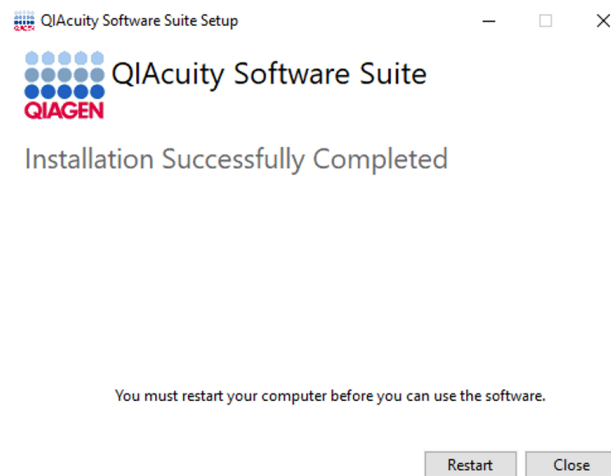 QIAcuity Software Suite Setup
QIAcuity Software Suite
QIAGEN
Installation Successfully Completed
You must restart your computer before you can use the software.
Restart
Close